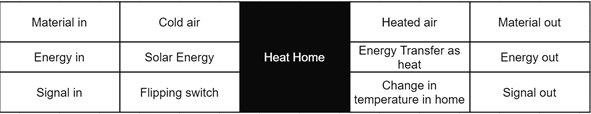 Material in
Cold air
Heat Home
Heated air
Material out
Energy in
Solar Energy
Energy Transfer as
heat
Energy out
Signal in
Flipping switch
Change in
temperature in home
Signal out